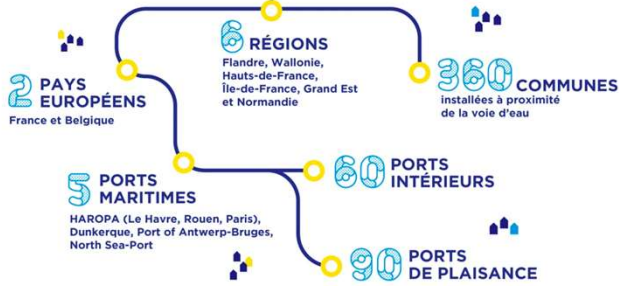 6 RÉGIONS
Flandre, Wallonie,
Hauts-de-France,
Île-de-France, Grand Est
et Normandie
2 PAYS
EUROPÉENS
France et Belgique
360 COMMUNES
installées à proximité
de la voie d'eau
5 PORTS
MARITIMES
HAROPA (Le Havre, Rouen, Paris),
Dunkerque, Port of Antwerp-Bruges,
North Sea-Port
60 PORTS
INTÉRIEURS
90 PORTS
DE PLAISANCE